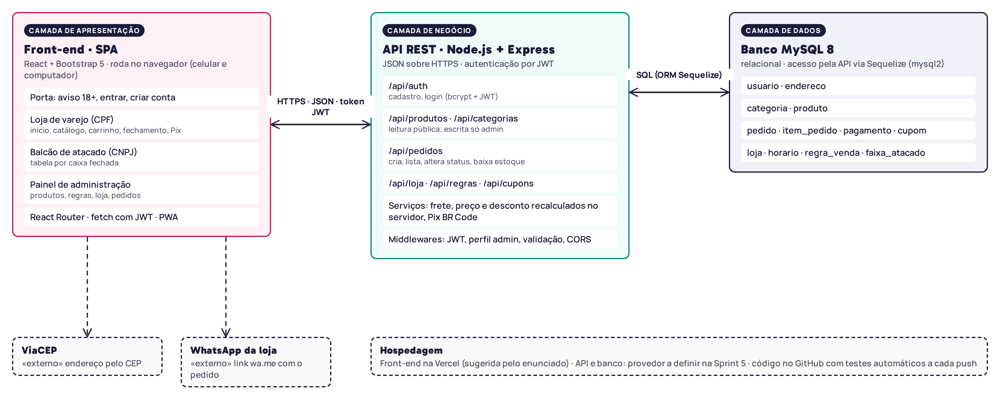 CAMADA DE APRESENTAÇÃO
Front-end · SPA
React + Bootstrap 5 · roda no navegador (celular e
computador)
Porta: aviso 18+, entrar, criar conta
Loja de varejo (CPF)
início, catálogo, carrinho, fechamento, Pix
Balcão de atacado (CNPJ)
tabela por caixa fechada
Painel de administração
produtos, regras, loja, pedidos
React Router · fetch com JWT · PWA
HTTPS · JSON · token
JWT
CAMADA DE NEGÓCIO
API REST · Node.js + Express
JSON sobre HTTPS · autenticação por JWT
/api/auth
cadastro, login (bcrypt + JWT)
/api/produtos · /api/categorias
leitura pública; escrita só admin
/api/pedidos
cria, lista, altera status, baixa estoque
/api/loja · /api/regras · /api/cupons
Serviços: frete, preço e desconto recalculados no
servidor, Pix BR Code
Middlewares: JWT, perfil admin, validação, CORS
SQL (ORM Sequelize)
CAMADA DE DADOS
Banco MySQL 8
relacional · acesso pela API via Sequelize (mysql2)
usuario · endereco
categoria · produto
pedido · item_pedido · pagamento · cupom
loja · horario · regra_venda · faixa_atacado
ViaCEP
«externo» endereço pelo CEP
WhatsApp da loja
«externo» link wa.me com o
pedido
Hospedagem
Front-end na Vercel (sugerida pelo enunciado) · API e banco: provedor a definir na Sprint 5 · código no GitHub com testes automáticos a cada push